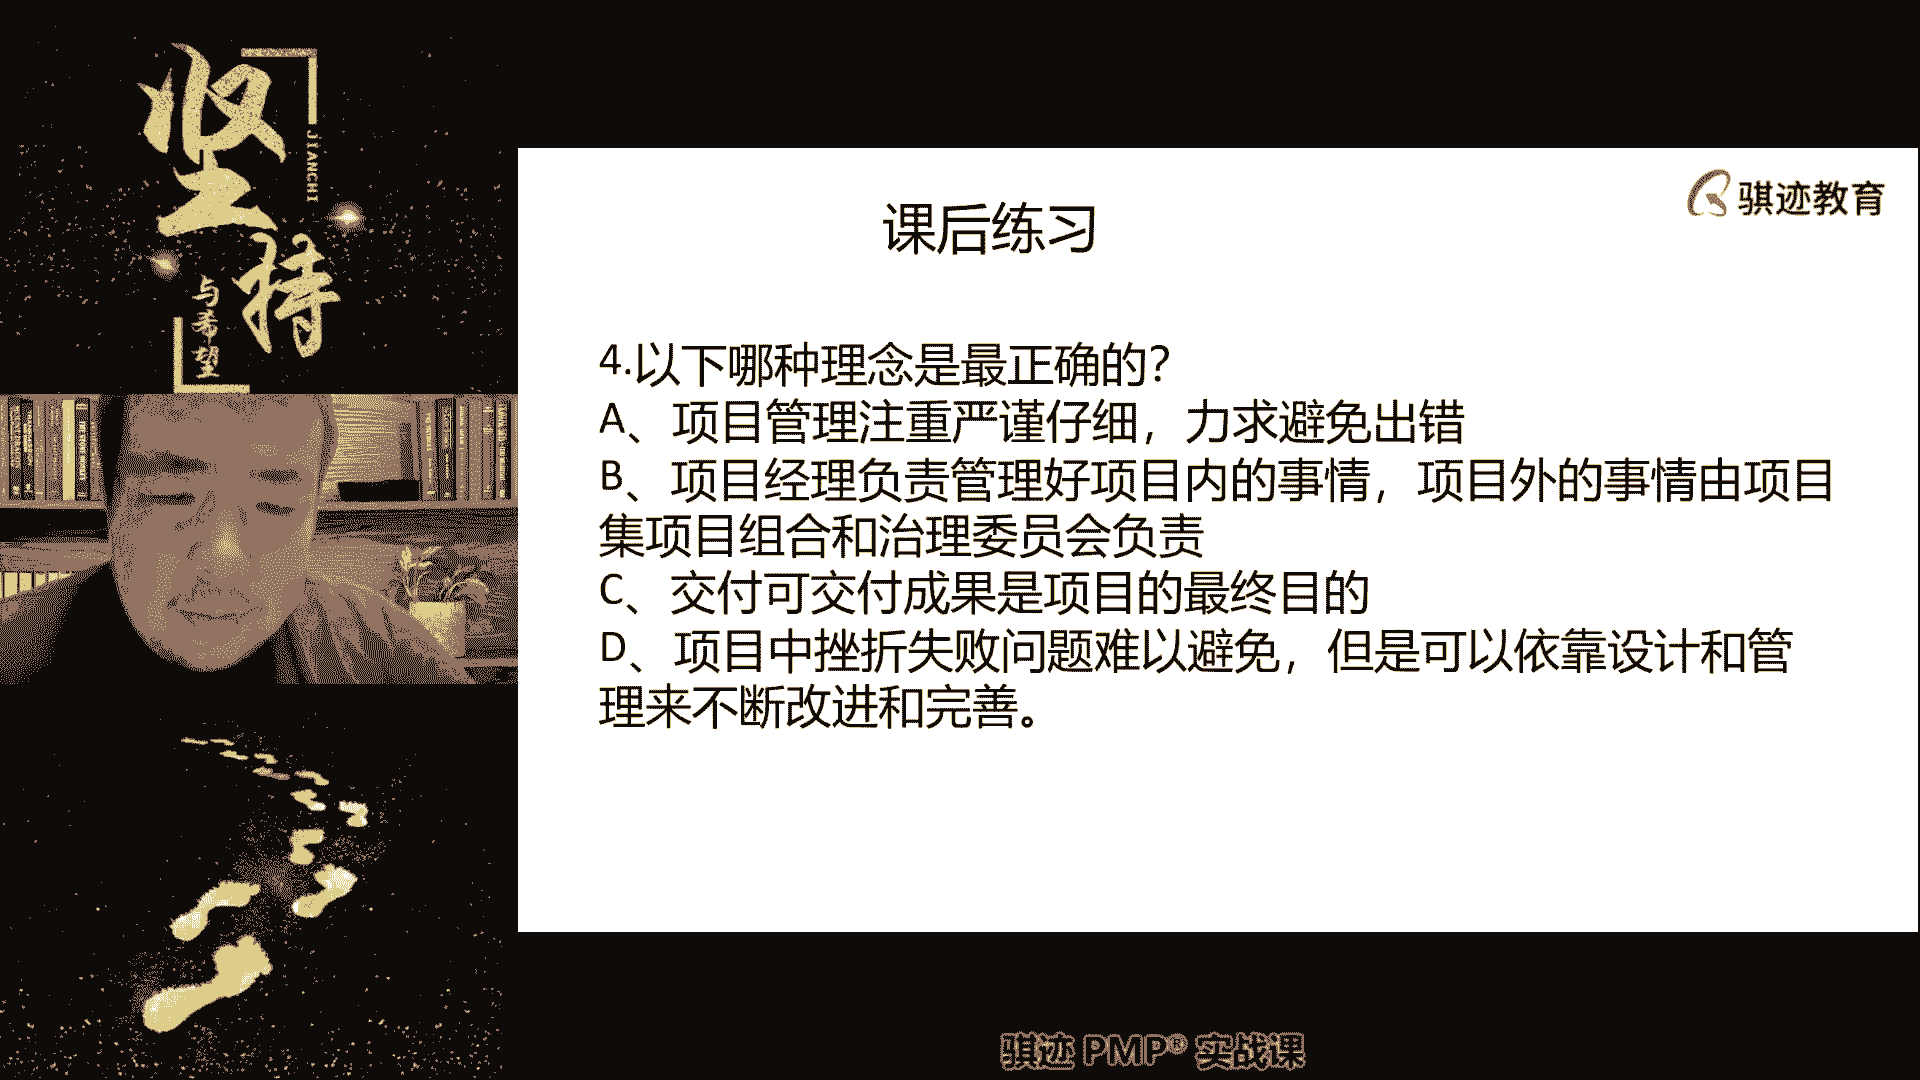 坚持
JIANCHI
与希望
骐迹教育
课后练习
4.以下哪种理念是最正确的？
A、项目管理注重严谨仔细，力求避免出错
B、项目经理负责管理好项目内的事情，项目外的事情由项目
集项目组合和治理委员会负责
C、交付可交付成果是项目的最终目的
D、项目中挫折失败问题难以避免，但是可以依靠设计和管
理来不断改进和完善。
骐迹 PMP® 实战课